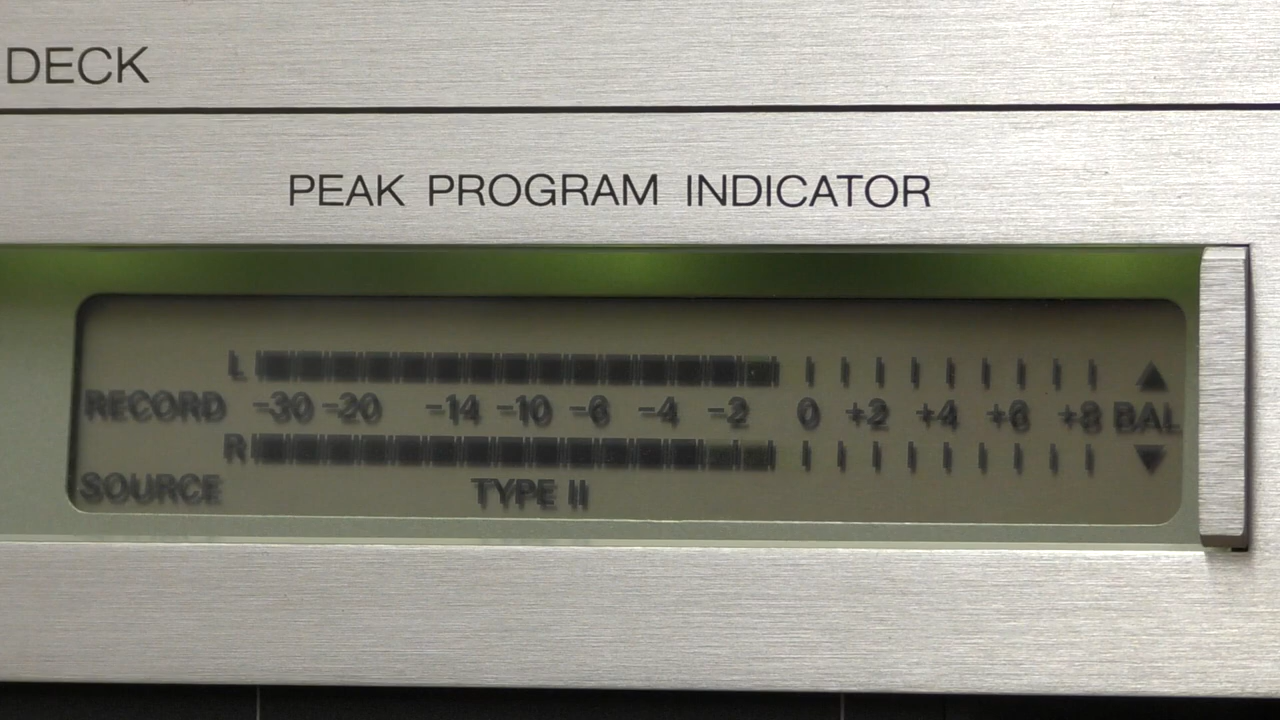 DECK
PEAK PROGRAM INDICATOR
L
RECORD -30 -20 -14 -10 -6 -4 -2 0 +2 +4 +6 +8 BAL
R
SOURCE TYPE II